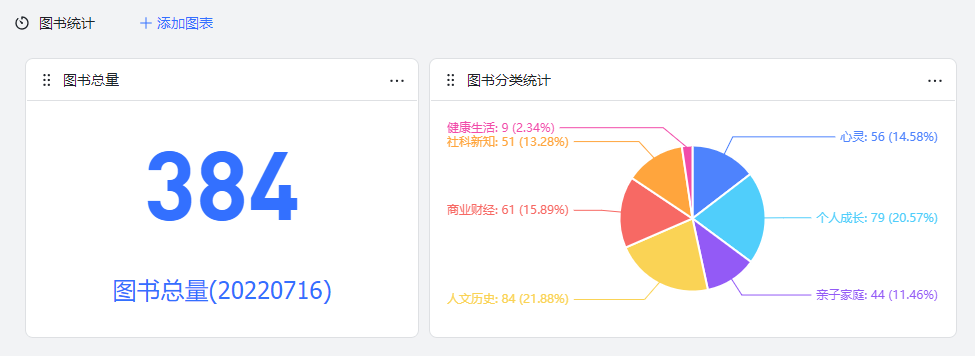 图书统计
添加图表
图书总量
384
图书总量(20220716)
图书分类统计
健康生活: 9 (2.34%)
社科新知: 51 (13.28%)
商业财经: 61 (15.89%)
人文历史: 84 (21.88%)
心灵: 56 (14.58%)
个人成长: 79 (20.57%)
亲子家庭: 44 (11.46%)